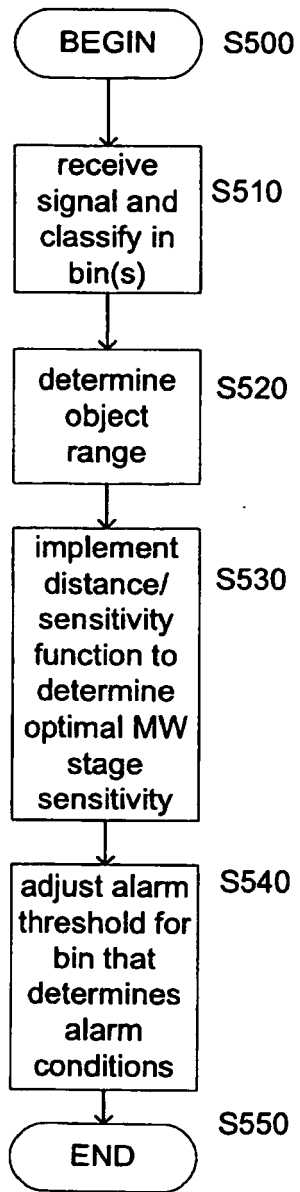 BEGIN
S500
receive
signal and
classify in
bin(s)
S510
determine
object
range
S520
implement
distance/
sensitivity
function to
determine
optimal MW
stage
sensitivity
S530
adjust alarm
threshold for
bin that
determines
alarm
conditions
S540
END
S550